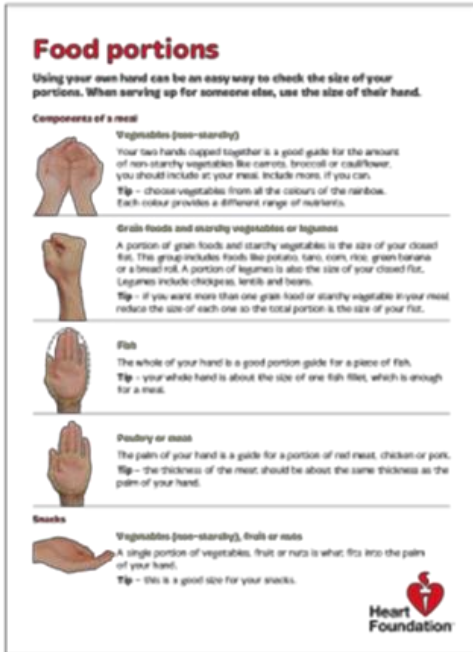 Food portions
Using your own hand can be an easy way to check the size of your
portions. When serving up for someone else, use the size of their hand.
Components of a meal
Vegetables (non-starchy)
Your two hands cupped together is a good guide for the amount
of non-starchy vegetables like carrots, broccoli or cauliflower,
you should include at your meal. Include more, if you can.
Tip – choose vegetables from all the colours of the rainbow.
Each colour provides a different range of nutrients.
Grain foods and starchy vegetables or legumes
A portion of grain foods and starchy vegetables is the size of your closed
fist. This group includes foods like potato, taro, corn, rice, green banana
or a bread roll. A portion of legumes is also the size of your closed fist.
Legumes include chickpeas, lentils and beans.
Tip – if you want more than one grain food or starchy vegetable in your meal
reduce the size of each one so the total portion is the size of your fist.
Fish
The whole of your hand is a good portion guide for a piece of fish.
Tip – your whole hand is about the size of one fish fillet, which is enough
for a meal.
Poultry or meat
The palm of your hand is a guide for a portion of red meat, chicken or pork.
Tip – the thickness of the meat should be about the same thickness as the
palm of your hand.
Snacks
Vegetables (non-starchy), fruit or nuts
A single portion of vegetables, fruit or nuts is what fits into the palm
of your hand.
Tip – this is a good size for your snacks.
Heart
Foundation